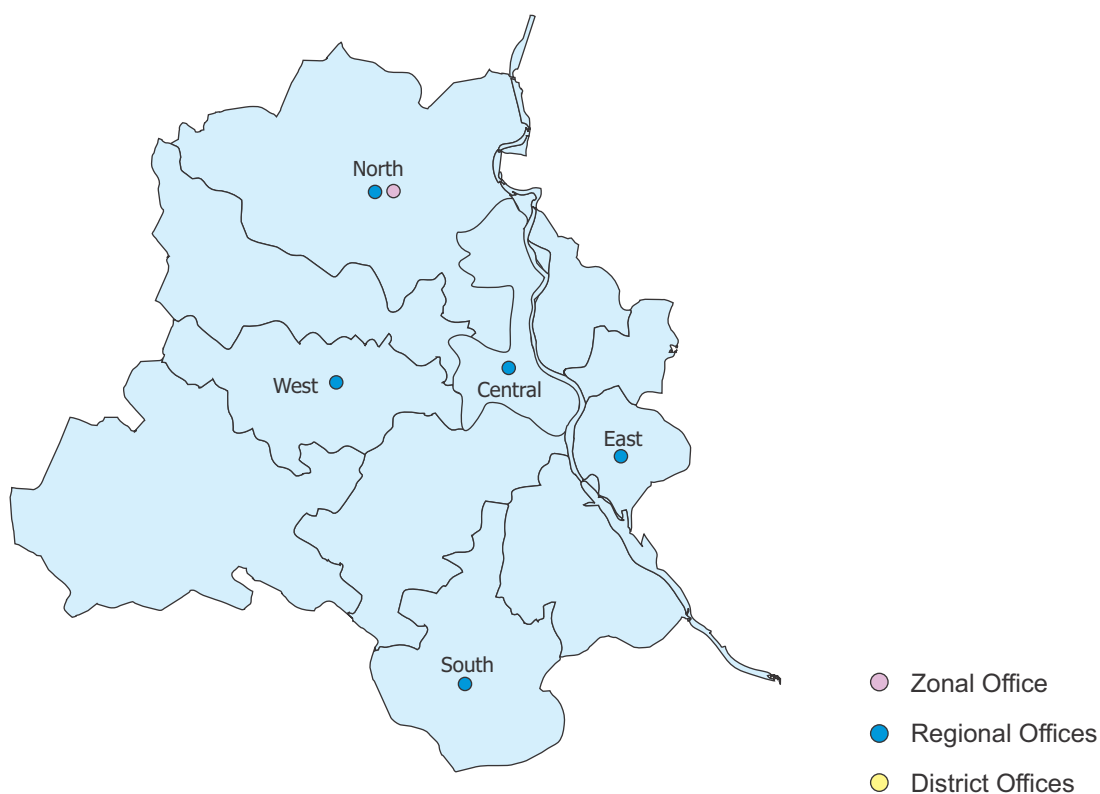 North
West
Central
East
South
Zonal Office
Regional Offices
District Offices